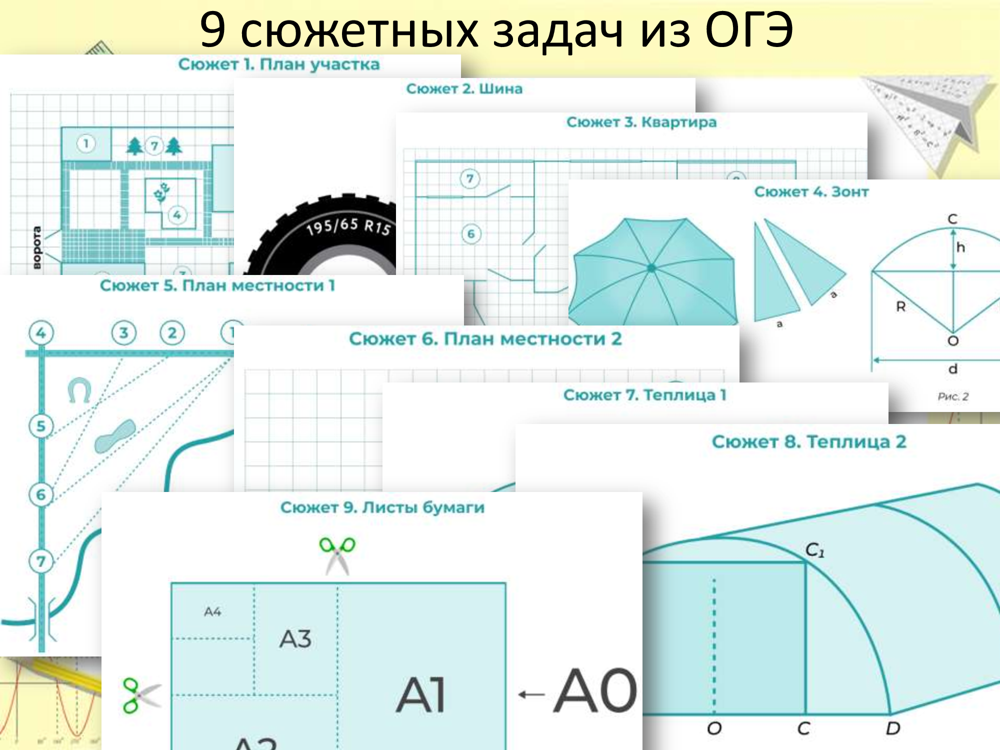 9 сюжетных задач из ОГЭ
Сюжет 1. План участка
1
7
4
ворота
3
Сюжет 2. Шина
195/65 R15
Сюжет 3. Квартира
7
6
Сюжет 4. Зонт
a
a
C
h
R
O
d
Рис. 2
Сюжет 5. План местности 1
4
3
2
1
5
6
7
Сюжет 6. План местности 2
Сюжет 7. Теплица 1
Сюжет 8. Теплица 2
C₁
O
C
D
Сюжет 9. Листы бумаги
A4
A3
A1
A2
←A0